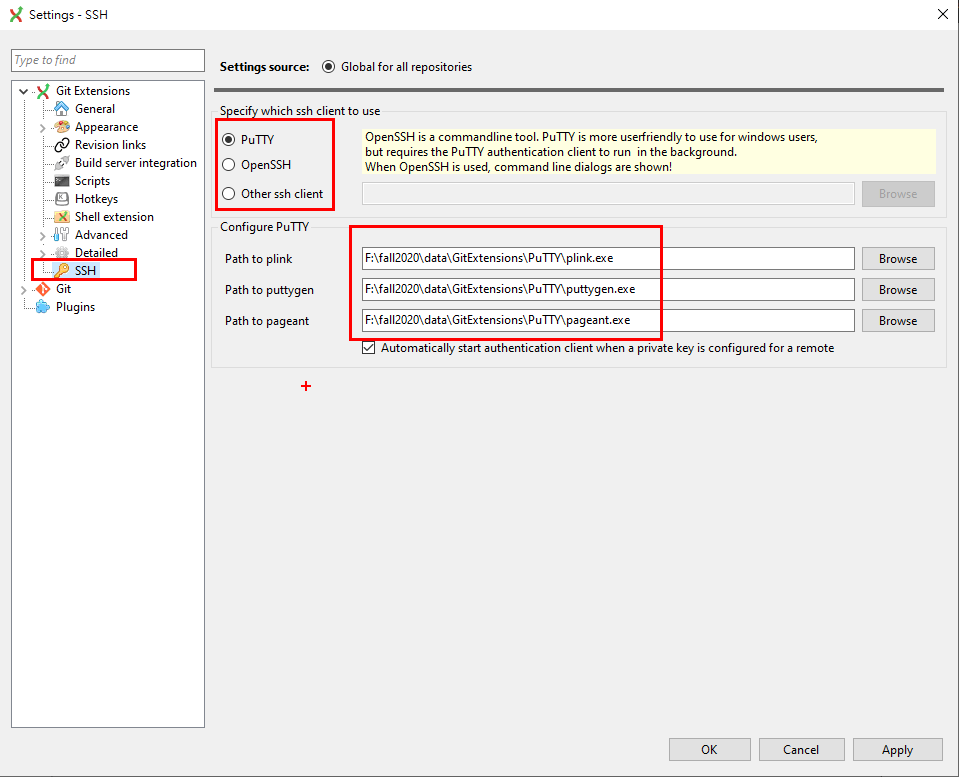 Settings - SSH
Type to find
Git Extensions
General
Appearance
Revision links
Build server integration
Scripts
Hotkeys
Shell extension
Advanced
Detailed
SSH
Git
Plugins
Settings source: Global for all repositories
Specify which ssh client to use
PuTTY
OpenSSH
Other ssh client
OpenSSH is a commandline tool. PuTTY is more userfriendly to use for windows users,
but requires the PuTTY authentication client to run in the background.
When OpenSSH is used, command line dialogs are shown!
Browse
Configure PuTTY
Path to plink F:\fall2020\data\GitExtensions\PuTTY\plink.exe Browse
Path to puttygen F:\fall2020\data\GitExtensions\PuTTY\puttygen.exe Browse
Path to pageant F:\fall2020\data\GitExtensions\PuTTY\pageant.exe Browse
Automatically start authentication client when a private key is configured for a remote
OK Cancel Apply